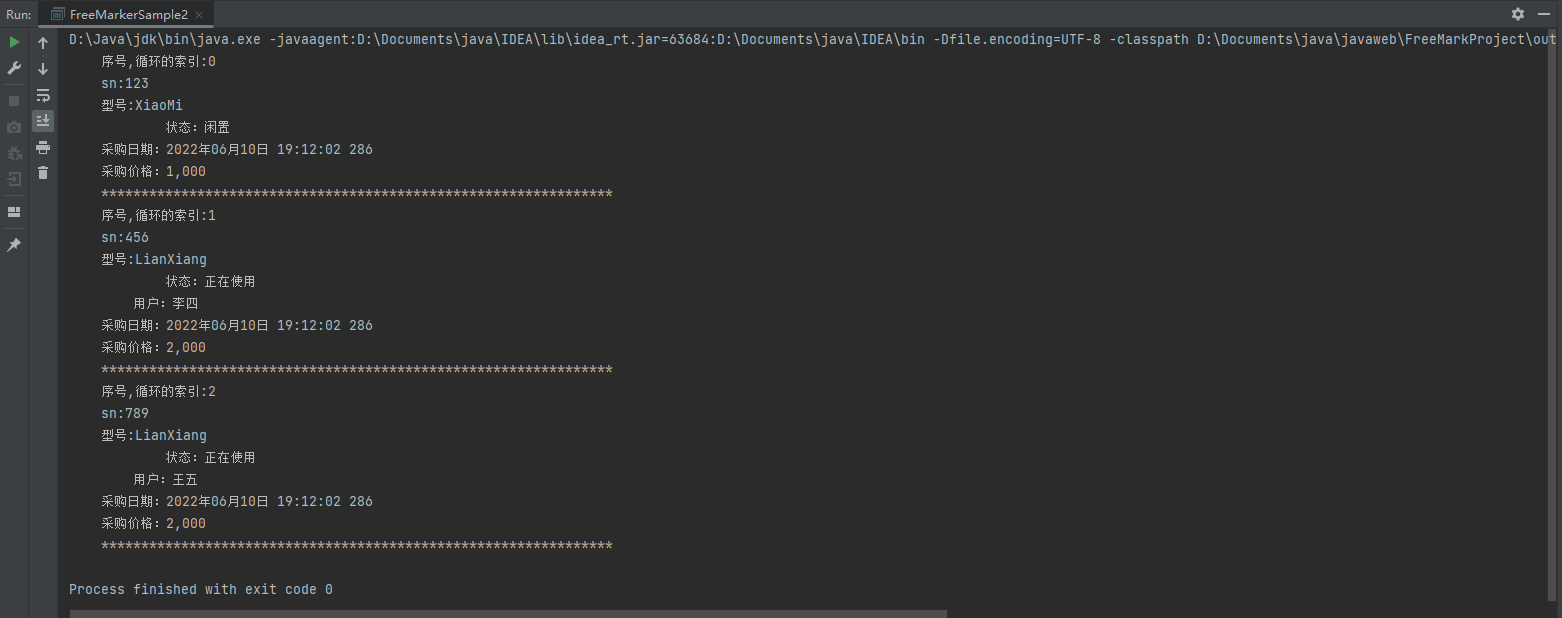 Run: FreeMarkerSample2
D:\Java\jdk\bin\java.exe -javaagent:D:\Documents\java\IDEA\lib\idea_rt.jar=63684:D:\Documents\java\IDEA\bin -Dfile.encoding=UTF-8 -classpath D:\Documents\java\javaweb\FreeMarkProject\out
序号,循环的索引:0
sn:123
型号:XiaoMi
状态：闲置
采购日期：2022年06月10日 19:12:02 286
采购价格：1,000
****************************************************************
序号,循环的索引:1
sn:456
型号:LianXiang
状态：正在使用
用户：李四
采购日期：2022年06月10日 19:12:02 286
采购价格：2,000
****************************************************************
序号,循环的索引:2
sn:789
型号:LianXiang
状态：正在使用
用户：王五
采购日期：2022年06月10日 19:12:02 286
采购价格：2,000
****************************************************************
Process finished with exit code 0